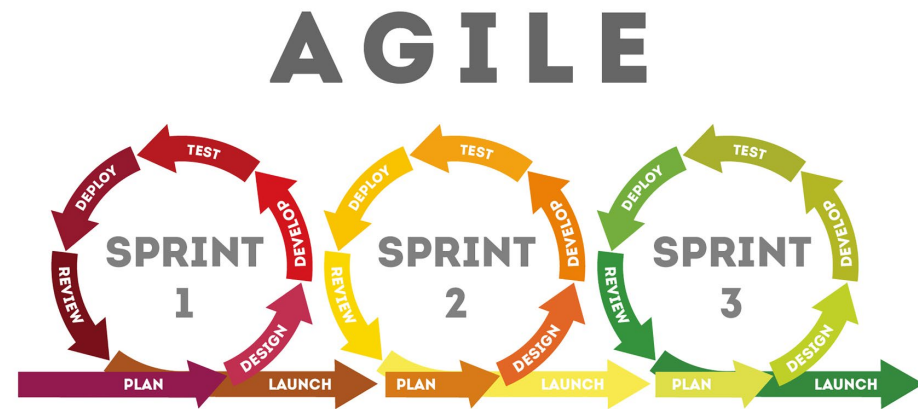 AGILE
TEST
DEPLOY
DEVELOP
REVIEW
DESIGN
SPRINT
1
PLAN
LAUNCH
TEST
DEPLOY
DEVELOP
REVIEW
DESIGN
SPRINT
2
PLAN
LAUNCH
TEST
DEPLOY
DEVELOP
REVIEW
DESIGN
SPRINT
3
PLAN
LAUNCH